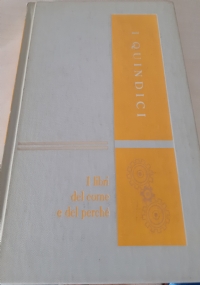 I QUINDICI
I libri
del come
e del perché